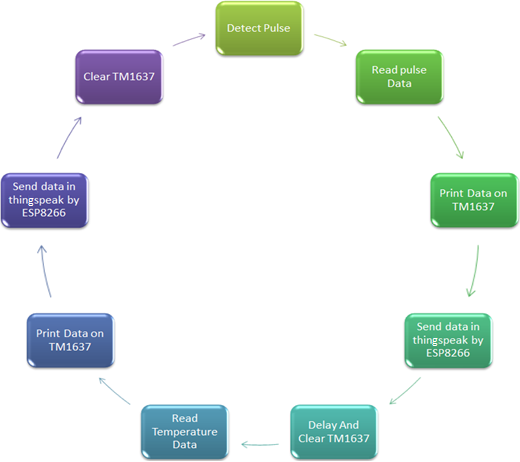 Detect Pulse
Read pulse
Data
Print Data on
TM1637
Send data in
thingspeak by
ESP8266
Delay And
Clear TM1637
Read
Temperature
Data
Print Data on
TM1637
Send data in
thingspeak by
ESP8266
Clear TM1637